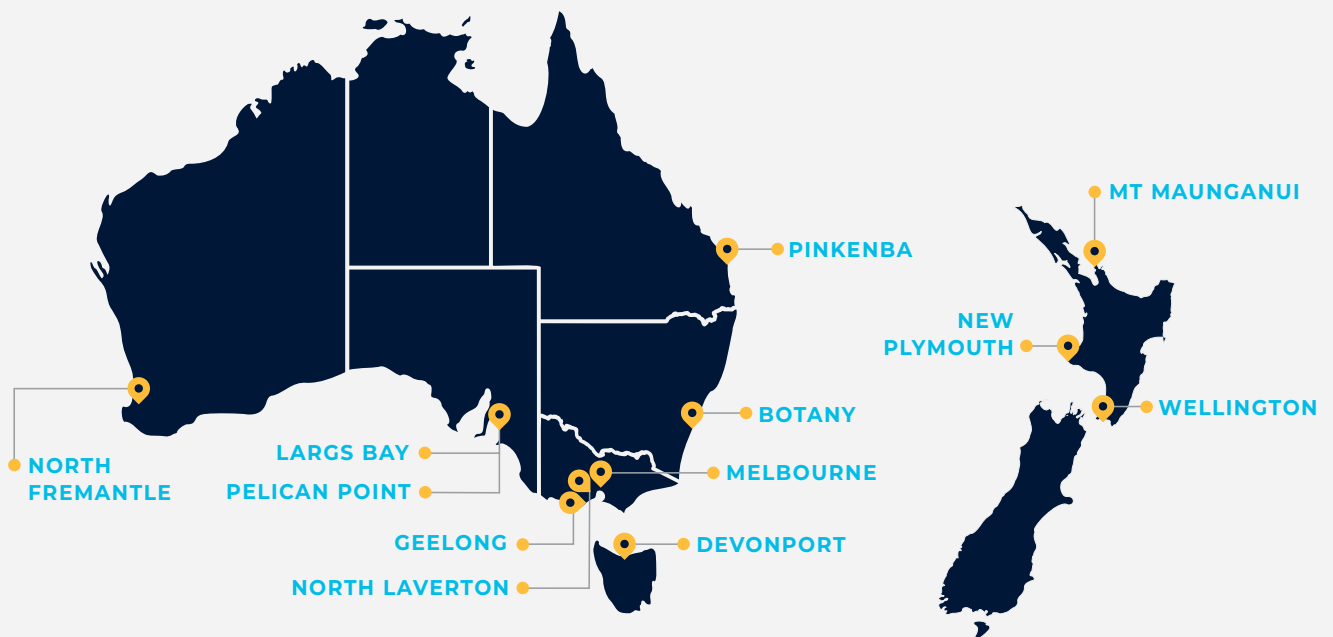 MT MAUNGANUI
PINKENBA
NEW
PLYMOUTH
WELLINGTON
BOTANY
LARGS BAY
NORTH
FREMANTLE
MELBOURNE
PELICAN POINT
GEELONG
DEVONPORT
NORTH LAVERTON